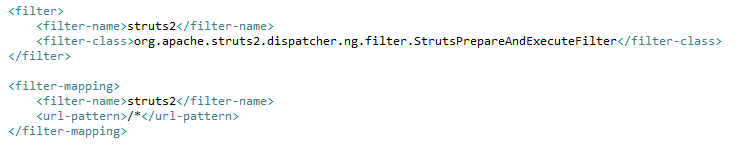 <filter>
    <filter-name>struts2</filter-name>
    <filter-class>org.apache.struts2.dispatcher.ng.filter.StrutsPrepareAndExecuteFilter</filter-class>
</filter>

<filter-mapping>
    <filter-name>struts2</filter-name>
    <url-pattern>/*</url-pattern>
</filter-mapping>